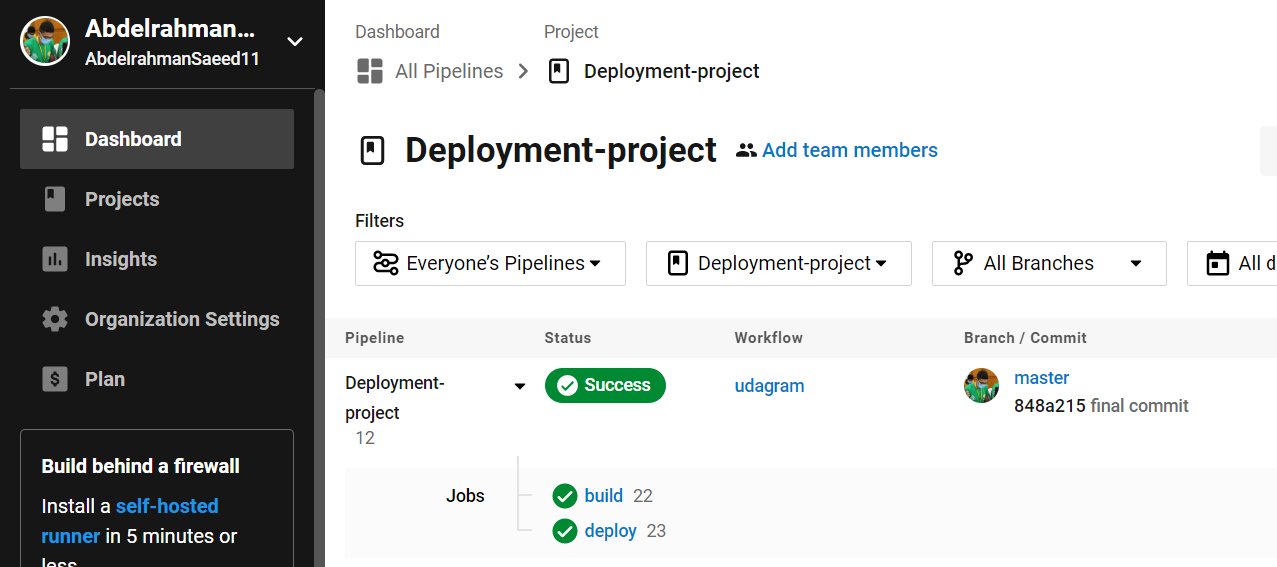 Abdelrahman...
AbdelrahmanSaeed11
Dashboard
Projects
Insights
Organization Settings
Plan
Build behind a firewall
Install a self-hosted
runner in 5 minutes or
less.
Dashboard
Project
All Pipelines
Deployment-project
Deployment-project
Add team members
Filters
Everyone's Pipelines
Deployment-project
All Branches
All d
Pipeline
Status
Workflow
Branch / Commit
Deployment-
project
12
Success
udagram
master
848a215 final commit
Jobs
build 22
deploy 23